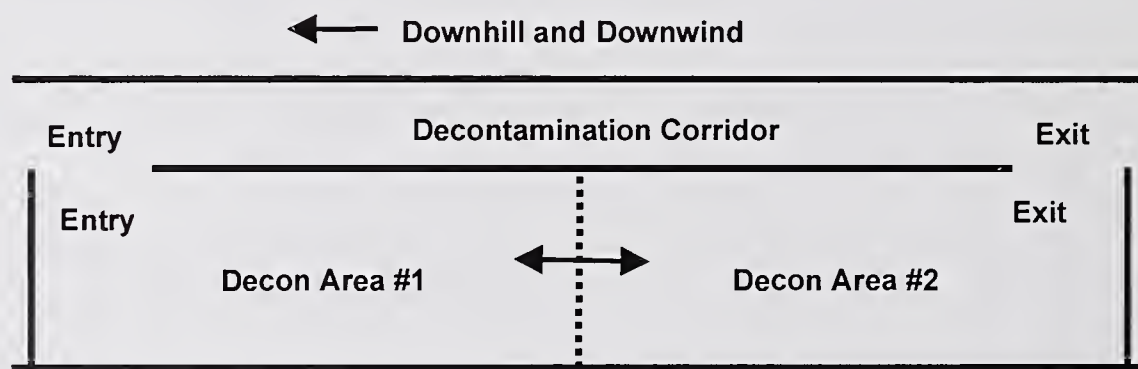 Downhill and Downwind
Entry Decontamination Corridor Exit
Entry Exit
Decon Area #1 Decon Area #2